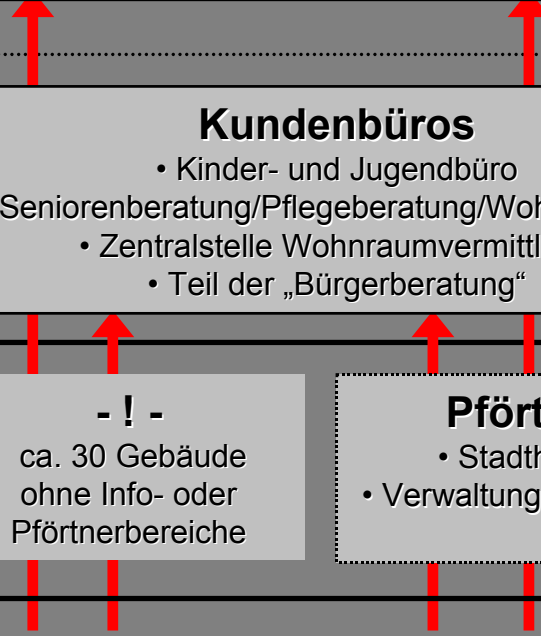 Kundenbüros
• Kinder- und Jugendbüro
Seniorenberatung/Pflegeberatung/Woh
• Zentralstelle Wohnraumvermittl
• Teil der „Bürgerberatung“
- ! -
ca. 30 Gebäude
ohne Info- oder
Pförtnerbereiche
Pfört
• Stadth
• Verwaltung